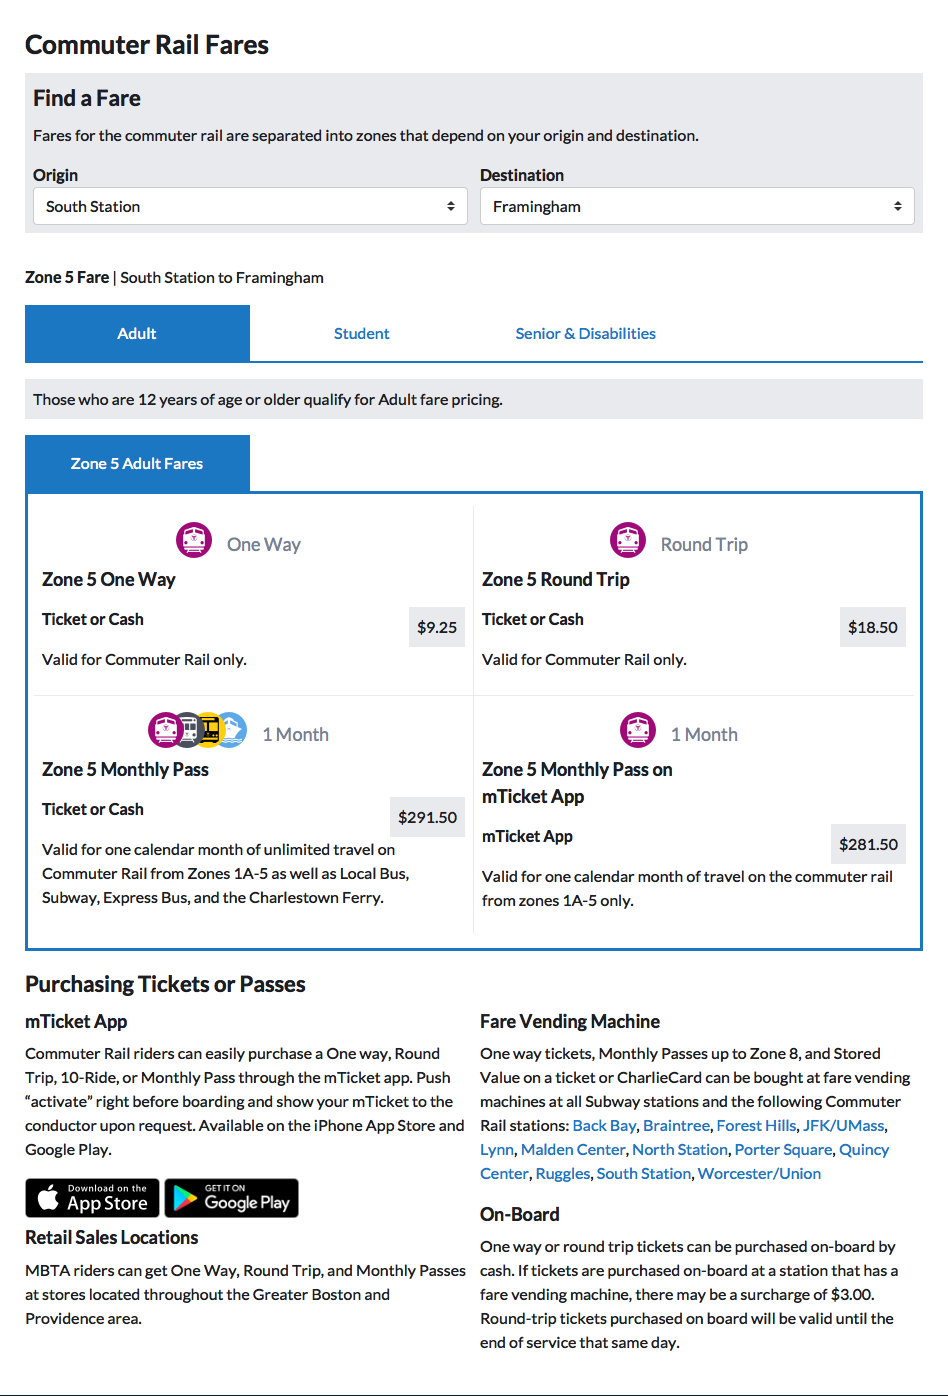 Commuter Rail Fares
Find a Fare
Fares for the commuter rail are separated into zones that depend on your origin and destination.
Origin
South Station
Destination
Framingham
Zone 5 Fare | South Station to Framingham
Adult
Student
Senior & Disabilities
Those who are 12 years of age or older qualify for Adult fare pricing.
Zone 5 Adult Fares
One Way
Zone 5 One Way
Ticket or Cash
$9.25
Valid for Commuter Rail only.
Round Trip
Zone 5 Round Trip
Ticket or Cash
$18.50
Valid for Commuter Rail only.
1 Month
Zone 5 Monthly Pass
Ticket or Cash
$291.50
Valid for one calendar month of unlimited travel on
Commuter Rail from Zones 1A-5 as well as Local Bus,
Subway, Express Bus, and the Charlestown Ferry.
1 Month
Zone 5 Monthly Pass on
mTicket App
mTicket App
$281.50
Valid for one calendar month of travel on the commuter rail
from zones 1A-5 only.
Purchasing Tickets or Passes
mTicket App
Commuter Rail riders can easily purchase a One way, Round
Trip, 10-Ride, or Monthly Pass through the mTicket app. Push
“activate” right before boarding and show your mTicket to the
conductor upon request. Available on the iPhone App Store and
Google Play.
Download on the
App Store
GET IT ON
Google Play
Retail Sales Locations
MBTA riders can get One Way, Round Trip, and Monthly Passes
at stores located throughout the Greater Boston and
Providence area.
Fare Vending Machine
One way tickets, Monthly Passes up to Zone 8, and Stored
Value on a ticket or CharlieCard can be bought at fare vending
machines at all Subway stations and the following Commuter
Rail stations: Back Bay, Braintree, Forest Hills, JFK/UMass,
Lynn, Malden Center, North Station, Porter Square, Quincy
Center, Ruggles, South Station, Worcester/Union
On-Board
One way or round trip tickets can be purchased on-board by
cash. If tickets are purchased on-board at a station that has a
fare vending machine, there may be a surcharge of $3.00.
Round-trip tickets purchased on board will be valid until the
end of service that same day.